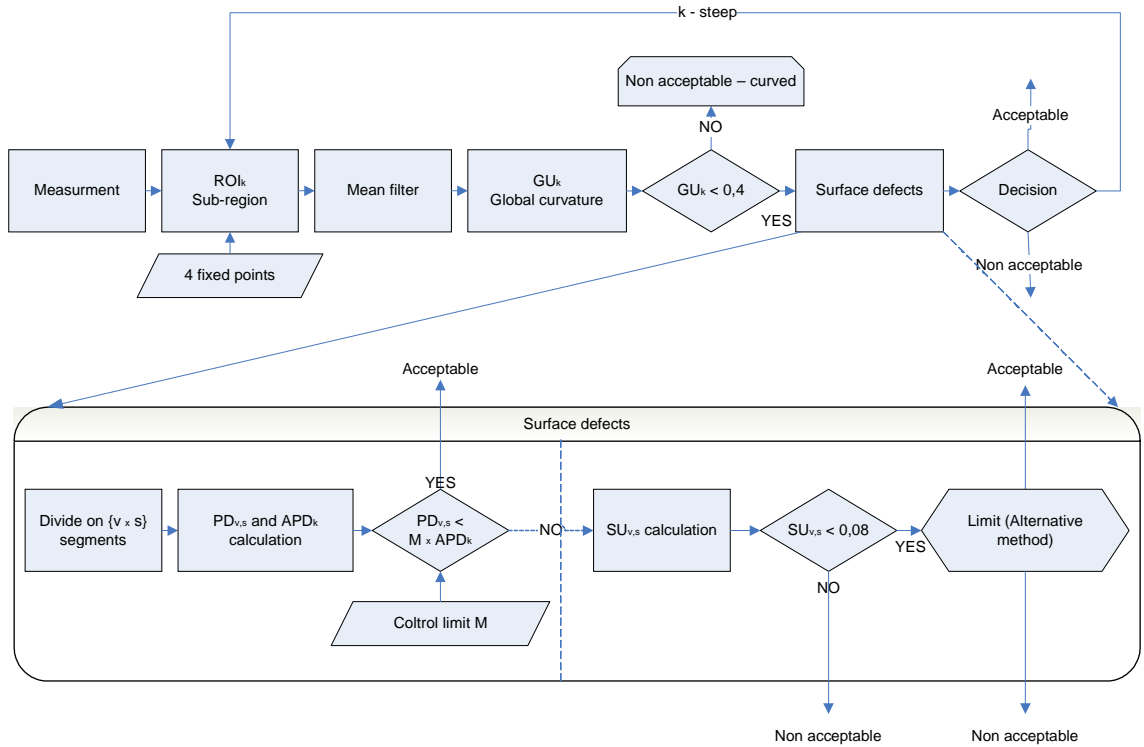 k - steep
Non acceptable – curved
NO
Acceptable
Measurment
ROIk
Sub-region
Mean filter
GUk
Global curvature
GUk < 0,4
YES
Surface defects
Decision
4 fixed points
Non acceptable
Acceptable
Acceptable
Surface defects
YES
Divide on {v x s}
segments
PDv,s and APDk
calculation
PDv,s <
M x APDk
NO
SUv,s calculation
SUv,s < 0,08
YES
Limit (Alternative
method)
NO
Coltrol limit M
Non acceptable
Non acceptable